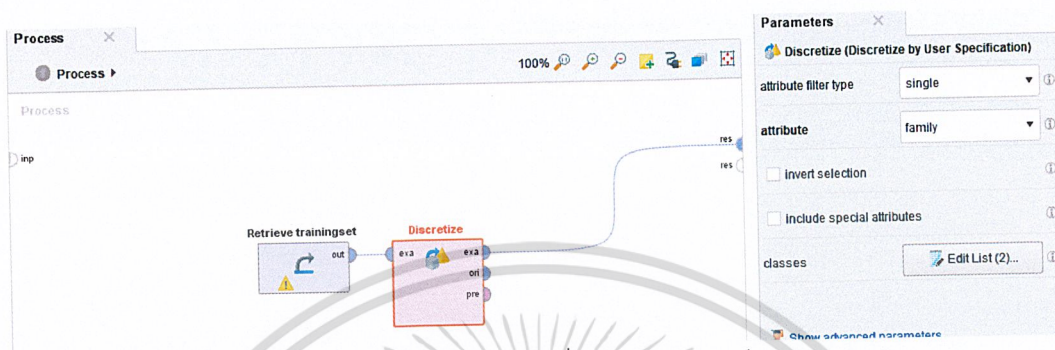 Process
Process
100%
Process
inp
res
res
Retrieve trainingset
out
Discretize
exa
exa
ori
pre
Parameters
Discretize (Discretize by User Specification)
attribute filter type
single
attribute
family
invert selection
include special attributes
classes
Edit List (2)...
Show advanced parameters